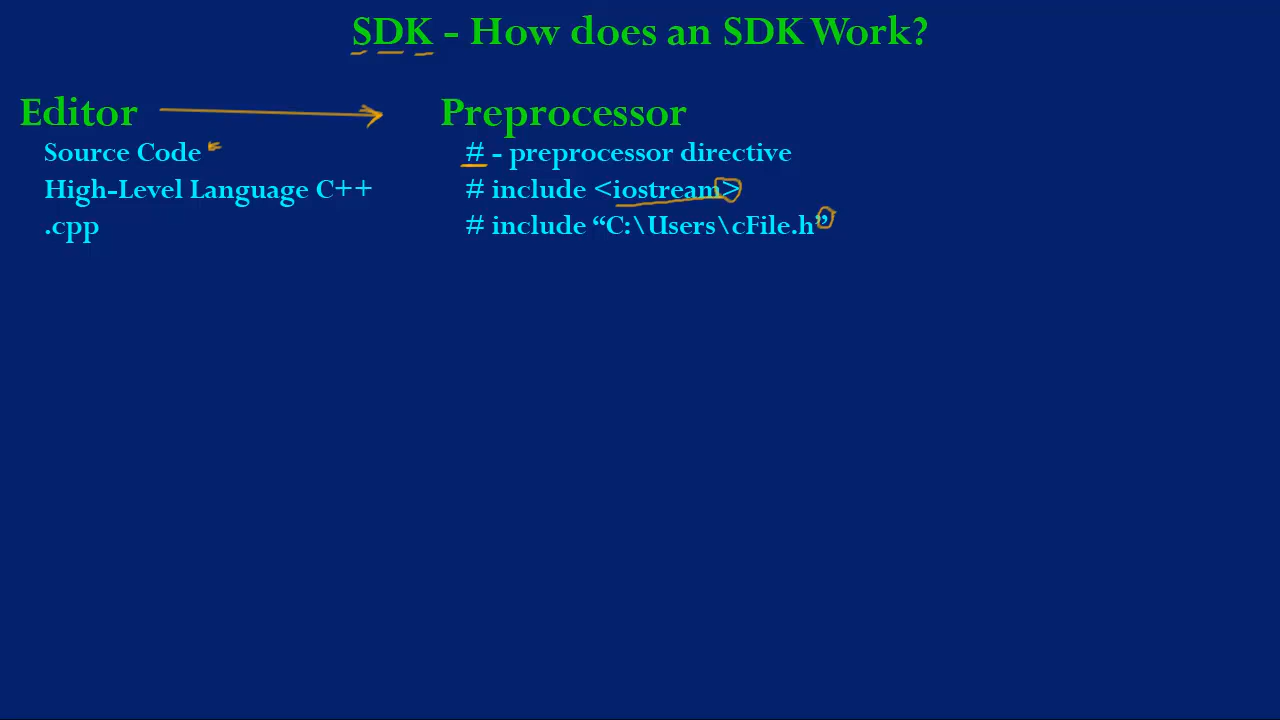 SDK - How does an SDK Work?
Editor
Source Code
High-Level Language C++
.cpp
Preprocessor
# - preprocessor directive
# include <iostream>
# include “C:\Users\cFile.h”